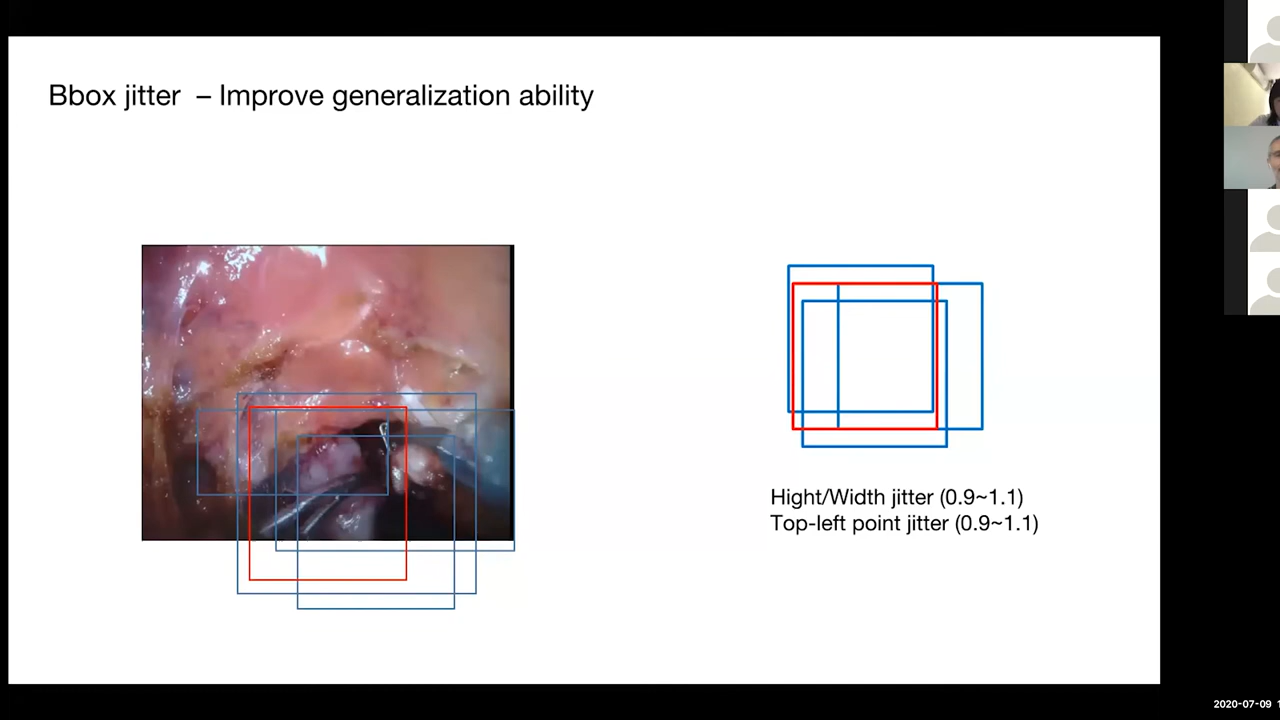 Bbox jitter – Improve generalization ability
Hight/Width jitter (0.9~1.1)
Top-left point jitter (0.9~1.1)
2020-07-09